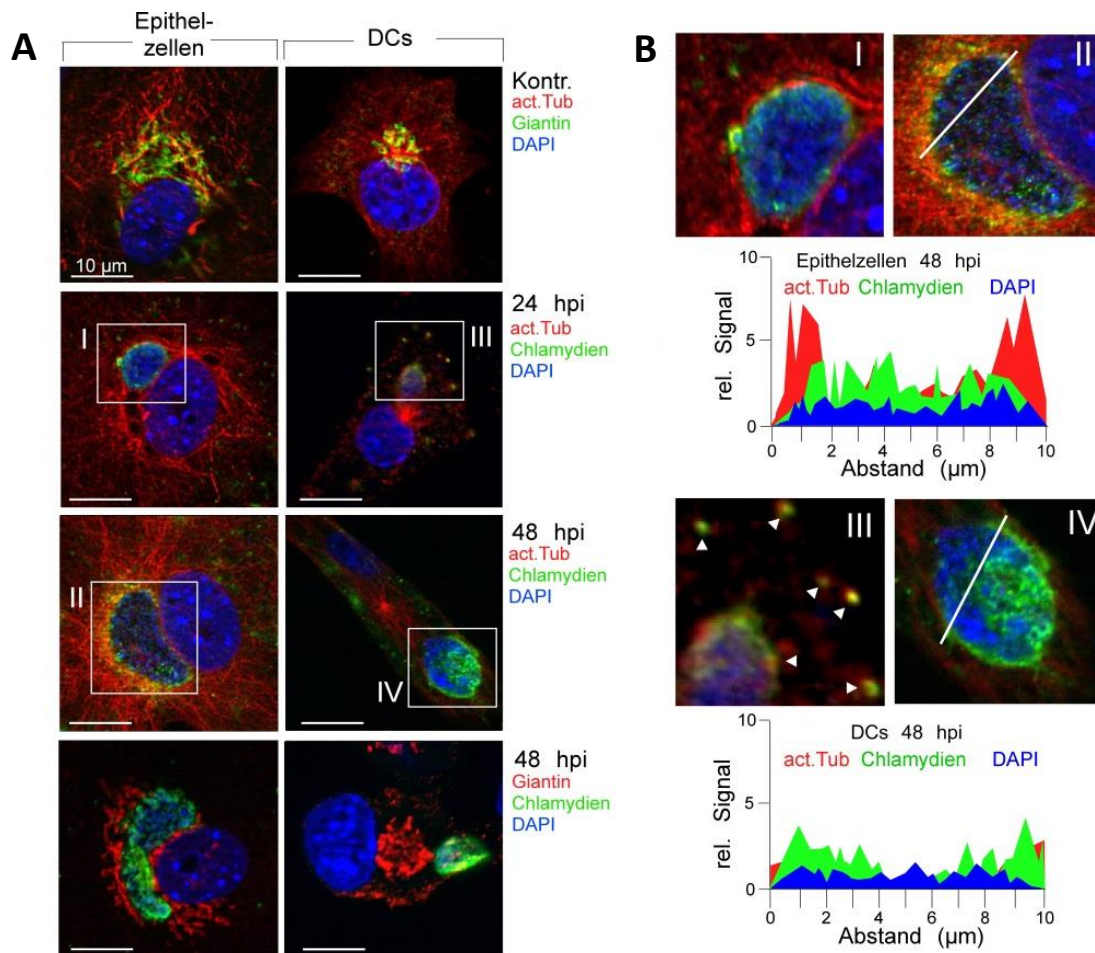 A
Epithel-
zellen
DCs
Kontr.
act.Tub
Giantin
DAPI
10 µm
I
24 hpi
III
act.Tub
Chlamydien
DAPI
II
48 hpi
act.Tub
Chlamydien
DAPI
IV
48 hpi
Giantin
Chlamydien
DAPI
B
I
II
Epithelzellen 48 hpi
act.Tub Chlamydien DAPI
rel. Signal
10
5
0
0 2 4 6 8 10
Abstand (µm)
III
IV
DCs 48 hpi
act.Tub Chlamydien DAPI
rel. Signal
10
5
0
0 2 4 6 8 10
Abstand (µm)